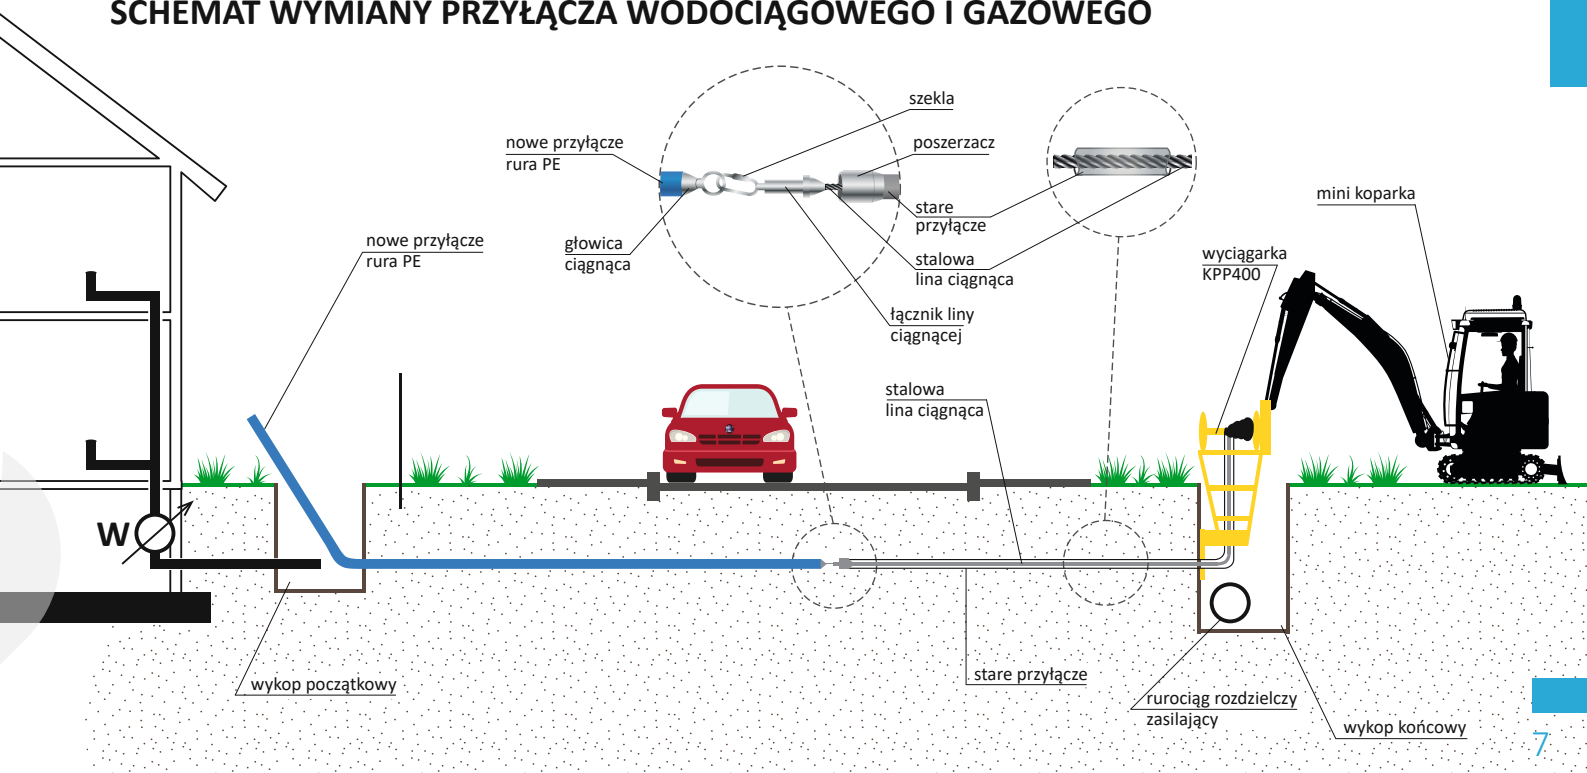 SCHEMAT WYMIANY PRZYŁĄCZA WODOCIĄGOWEGO I GAZOWEGO
szekla
nowe przyłącze
rura PE
poszerzacz
mini koparka
stare
przyłącze
nowe przyłącze
rura PE
głowica
ciągnąca
stalowa
lina ciągnąca
wyciągarka
KPP400
łącznik liny
ciągnącej
stalowa
lina ciągnąca
W
wykop początkowy
stare przyłącze
rurociąg rozdzielczy
zasilający
wykop końcowy
7